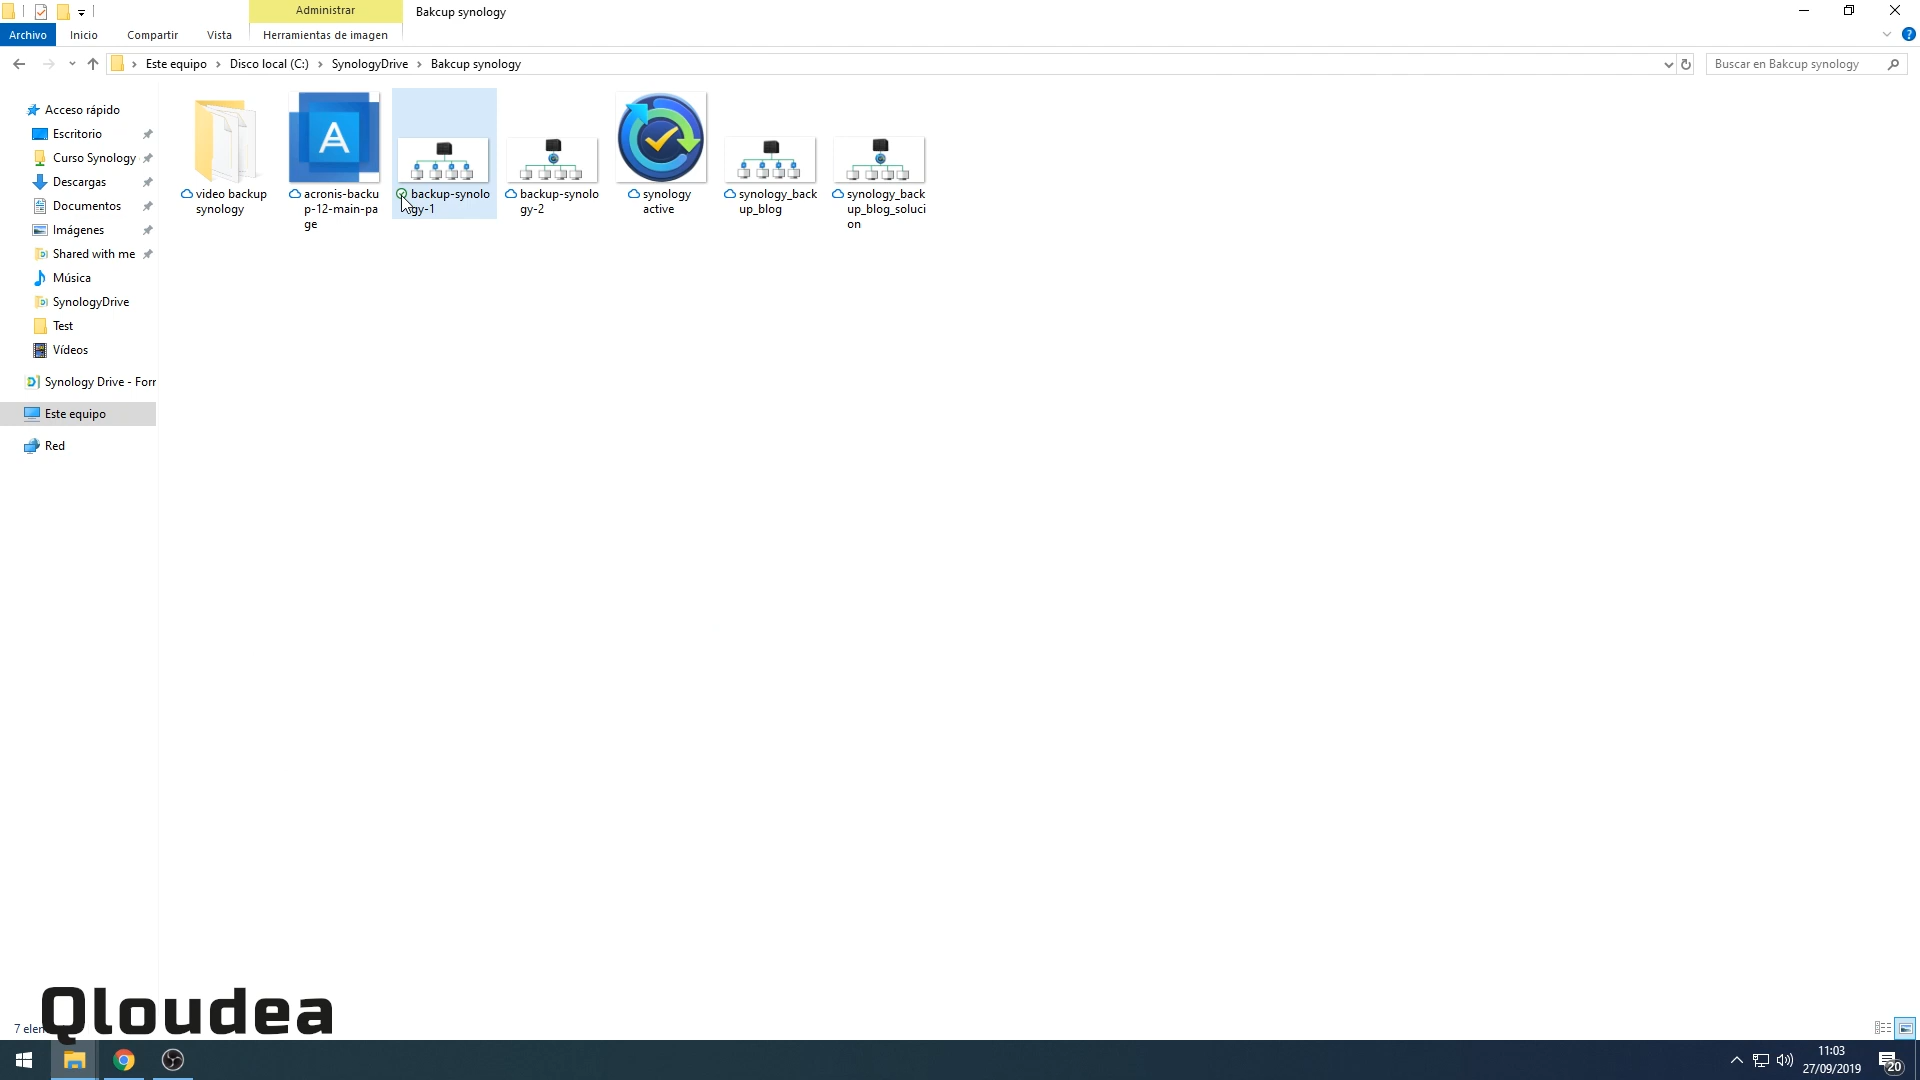 Administrar
Bakcup synology
Archivo
Inicio
Compartir
Vista
Herramientas de imagen
?
Este equipo > Disco local (C:) > SynologyDrive > Bakcup synology
Buscar en Bakcup synology
Acceso rápido
Escritorio
Curso Synology
Descargas
Documentos
Imágenes
Shared with me
Música
SynologyDrive
Test
Vídeos
Synology Drive - Forr
Este equipo
Red
video backup
synology
A
acronis-backu
p-12-main-pa
ge
backup-synolo
gy-1
backup-synolo
gy-2
synology
active
synology_back
up_blog
synology_back
up_blog_soluci
on
7 elem
Qloudea
11:03
27/09/2019
20